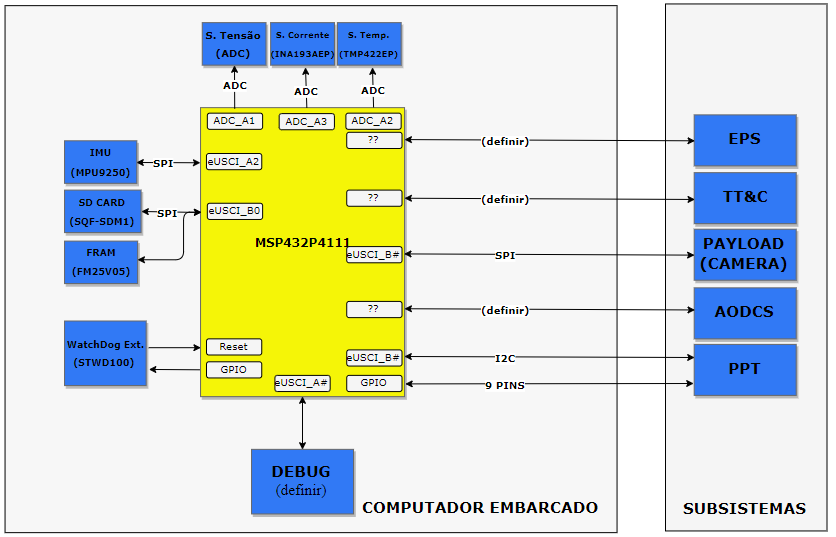 S. Tensão
(ADC)
S. Corrente
(INA193AEP)
S. Temp.
(TMP422EP)
ADC
ADC
ADC
ADC_A1
ADC_A3
ADC_A2
??
(definir)
EPS
IMU
(MPU9250)
SPI
eUSCI_A2
SD CARD
(SQF-SDM1)
SPI
eUSCI_B0
??
(definir)
TT&C
FRAM
(FM25V05)
MSP432P4111
eUSCI_B#
SPI
PAYLOAD
(CAMERA)
??
(definir)
AODCS
WatchDog Ext.
(STWD100)
Reset
GPIO
eUSCI_B#
I2C
PPT
eUSCI_A#
GPIO
9 PINS
DEBUG
(definir)
COMPUTADOR EMBARCADO
SUBSISTEMAS